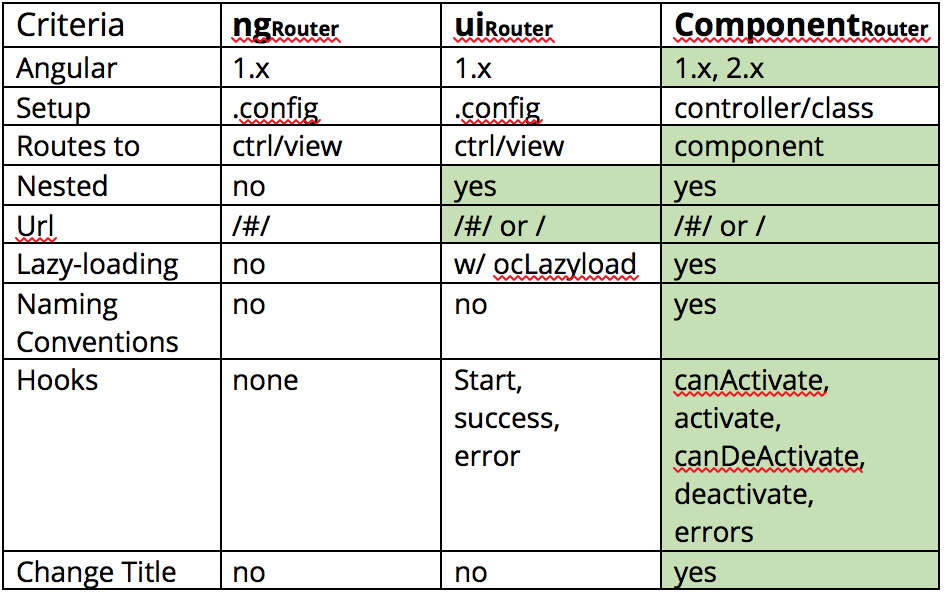 Criteria ngRouter uiRouter ComponentRouter
Angular 1.x 1.x 1.x, 2.x
Setup .config .config controller/class
Routes to ctrl/view ctrl/view component
Nested no yes yes
Url /#/ /#/ or / /#/ or /
Lazy-loading no w/ ocLazyload yes
Naming no no yes
Conventions
Hooks none Start, canActivate,
success, activate,
error canDeActivate,
deactivate,
errors
Change Title no no yes